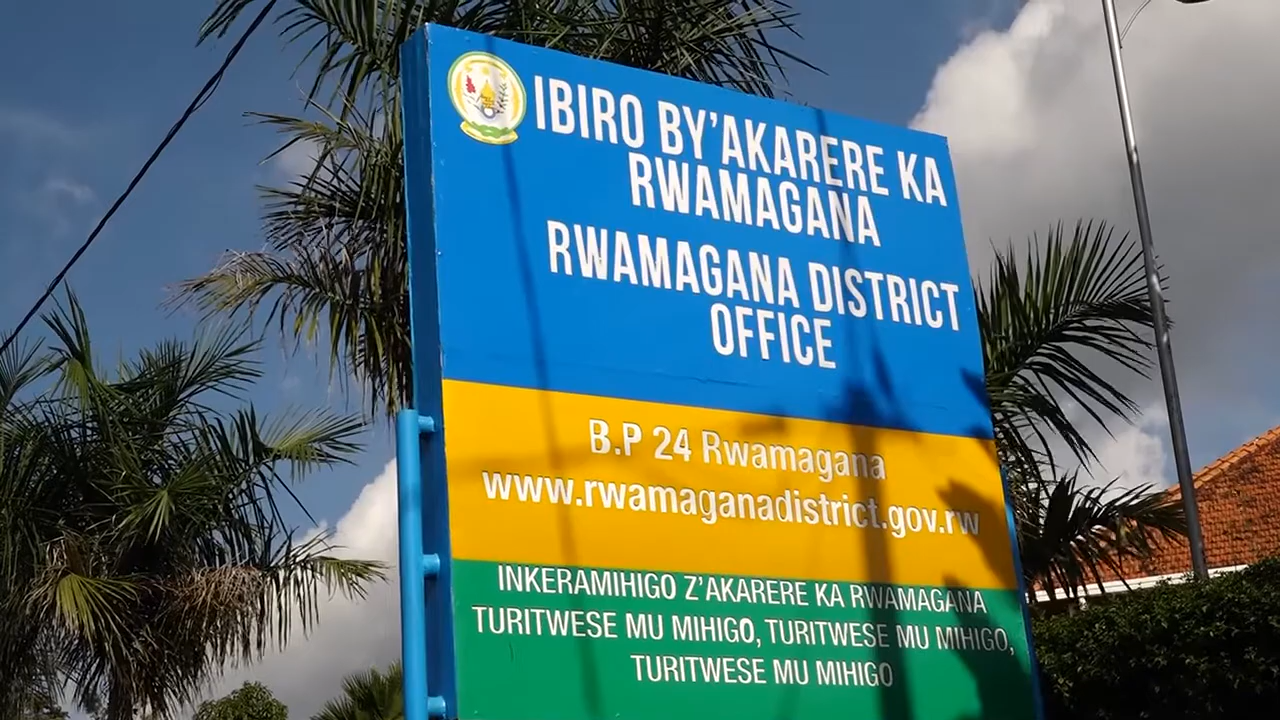 IBIRO BY'AKARERE KA
RWAMAGANA
RWAMAGANA DISTRICT
OFFICE
B.P 24 Rwamagana
www.rwamaganadistrict.gov.rw
INKERAMIHIGO Z'AKARERE KA RWAMAGANA
TURITWESE MU MIHIGO, TURITWESE MU MIHIGO,
TURITWESE MU MIHIGO